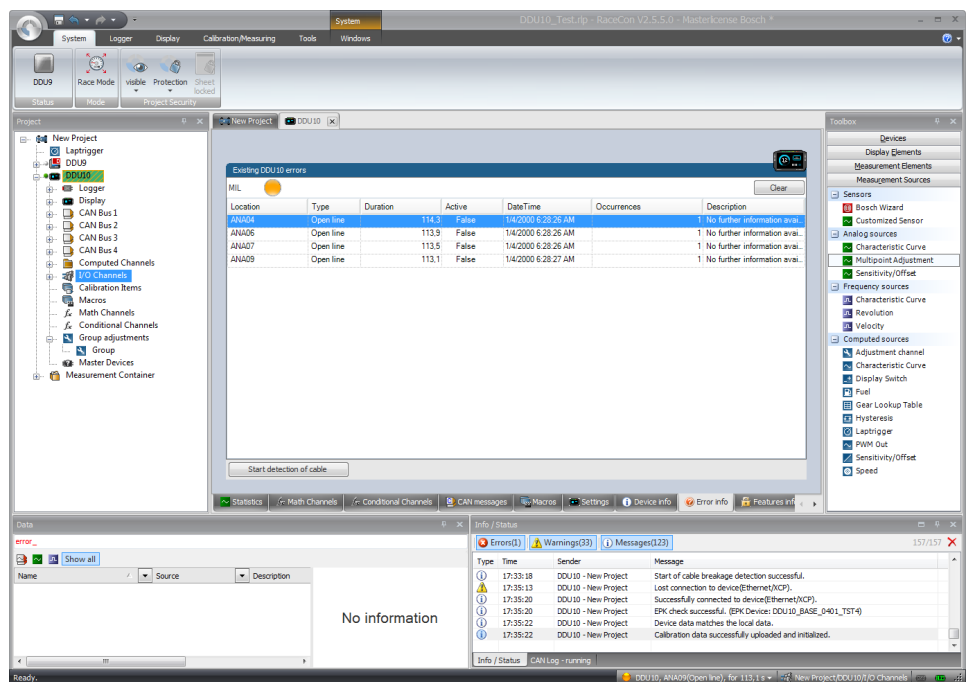 DDU10_Test.rlp - RaceCon V2.5.5.0 - Masterlicense Bosch *
System
System Logger Display Calibration/Measuring Tools Windows
DDU9 Race Mode visible Protection Sheet locked
Status Mode Project Security
Project
New Project
Laptrigger
DDU9
DDU10
Logger
Display
CAN Bus 1
CAN Bus 2
CAN Bus 3
CAN Bus 4
Computed Channels
I/O Channels
Calibration Items
Macros
Math Channels
Conditional Channels
Group adjustments
Group
Master Devices
Measurement Container
New Project DDU10
Existing DDU10 errors
MIL
Clear
Location Type Duration Active DateTime Occurrences Description
ANA04 Open line 114,3 False 1/4/2000 6:28:26 AM 1 No further information avai...
ANA06 Open line 113,9 False 1/4/2000 6:28:26 AM 1 No further information avai...
ANA07 Open line 113,5 False 1/4/2000 6:28:26 AM 1 No further information avai...
ANA09 Open line 113,1 False 1/4/2000 6:28:27 AM 1 No further information avai...
Start detection of cable
Statistics Math Channels Conditional Channels CAN messages Macros Settings Device info Error info Features info
Toolbox
Devices
Display Elements
Measurement Elements
Measurement Sources
Sensors
Bosch Wizard
Customized Sensor
Analog sources
Characteristic Curve
Multipoint Adjustment
Sensitivity/Offset
Frequency sources
Characteristic Curve
Revolution
Velocity
Computed sources
Adjustment channel
Characteristic Curve
Display Switch
Fuel
Gear Lookup Table
Hysteresis
Laptrigger
PWM Out
Sensitivity/Offset
Speed
Data
error_
Show all
Name Source Description
No information
Info / Status
Errors(1) Warnings(33) Messages(123) 157/157
Type Time Sender Message
17:33:18 DDU10 - New Project Start of cable breakage detection successful.
17:35:13 DDU10 - New Project Lost connection to device(Ethernet/XCP).
17:35:20 DDU10 - New Project Successfully connected to device(Ethernet/XCP).
17:35:20 DDU10 - New Project EPK check successful. (EPK Device: DDU10_BASE_0401_TST4)
17:35:22 DDU10 - New Project Device data matches the local data.
17:35:22 DDU10 - New Project Calibration data successfully uploaded and initialized.
Info / Status CAN Log - running
Ready.
DDU10, ANA09(Open line), for 113,1 s New Project/DDU10/I/O Channels